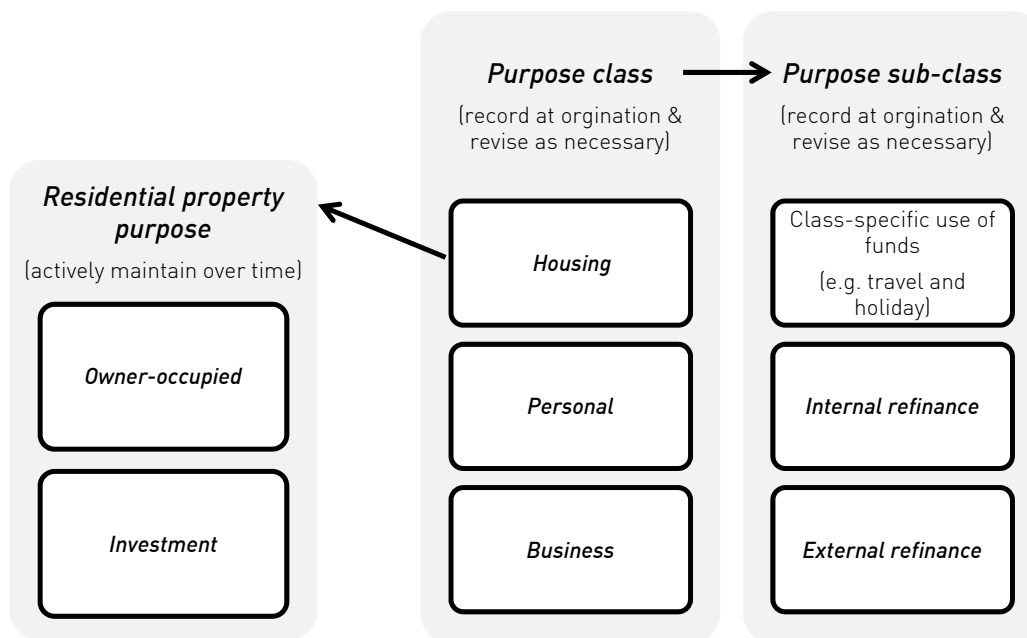 Residential property
purpose
(actively maintain over time)
Owner-occupied
Investment
Purpose class
(record at orgination &
revise as necessary)
Housing
Personal
Business
Purpose sub-class
(record at orgination &
revise as necessary)
Class-specific use of
funds
(e.g. travel and
holiday)
Internal refinance
External refinance